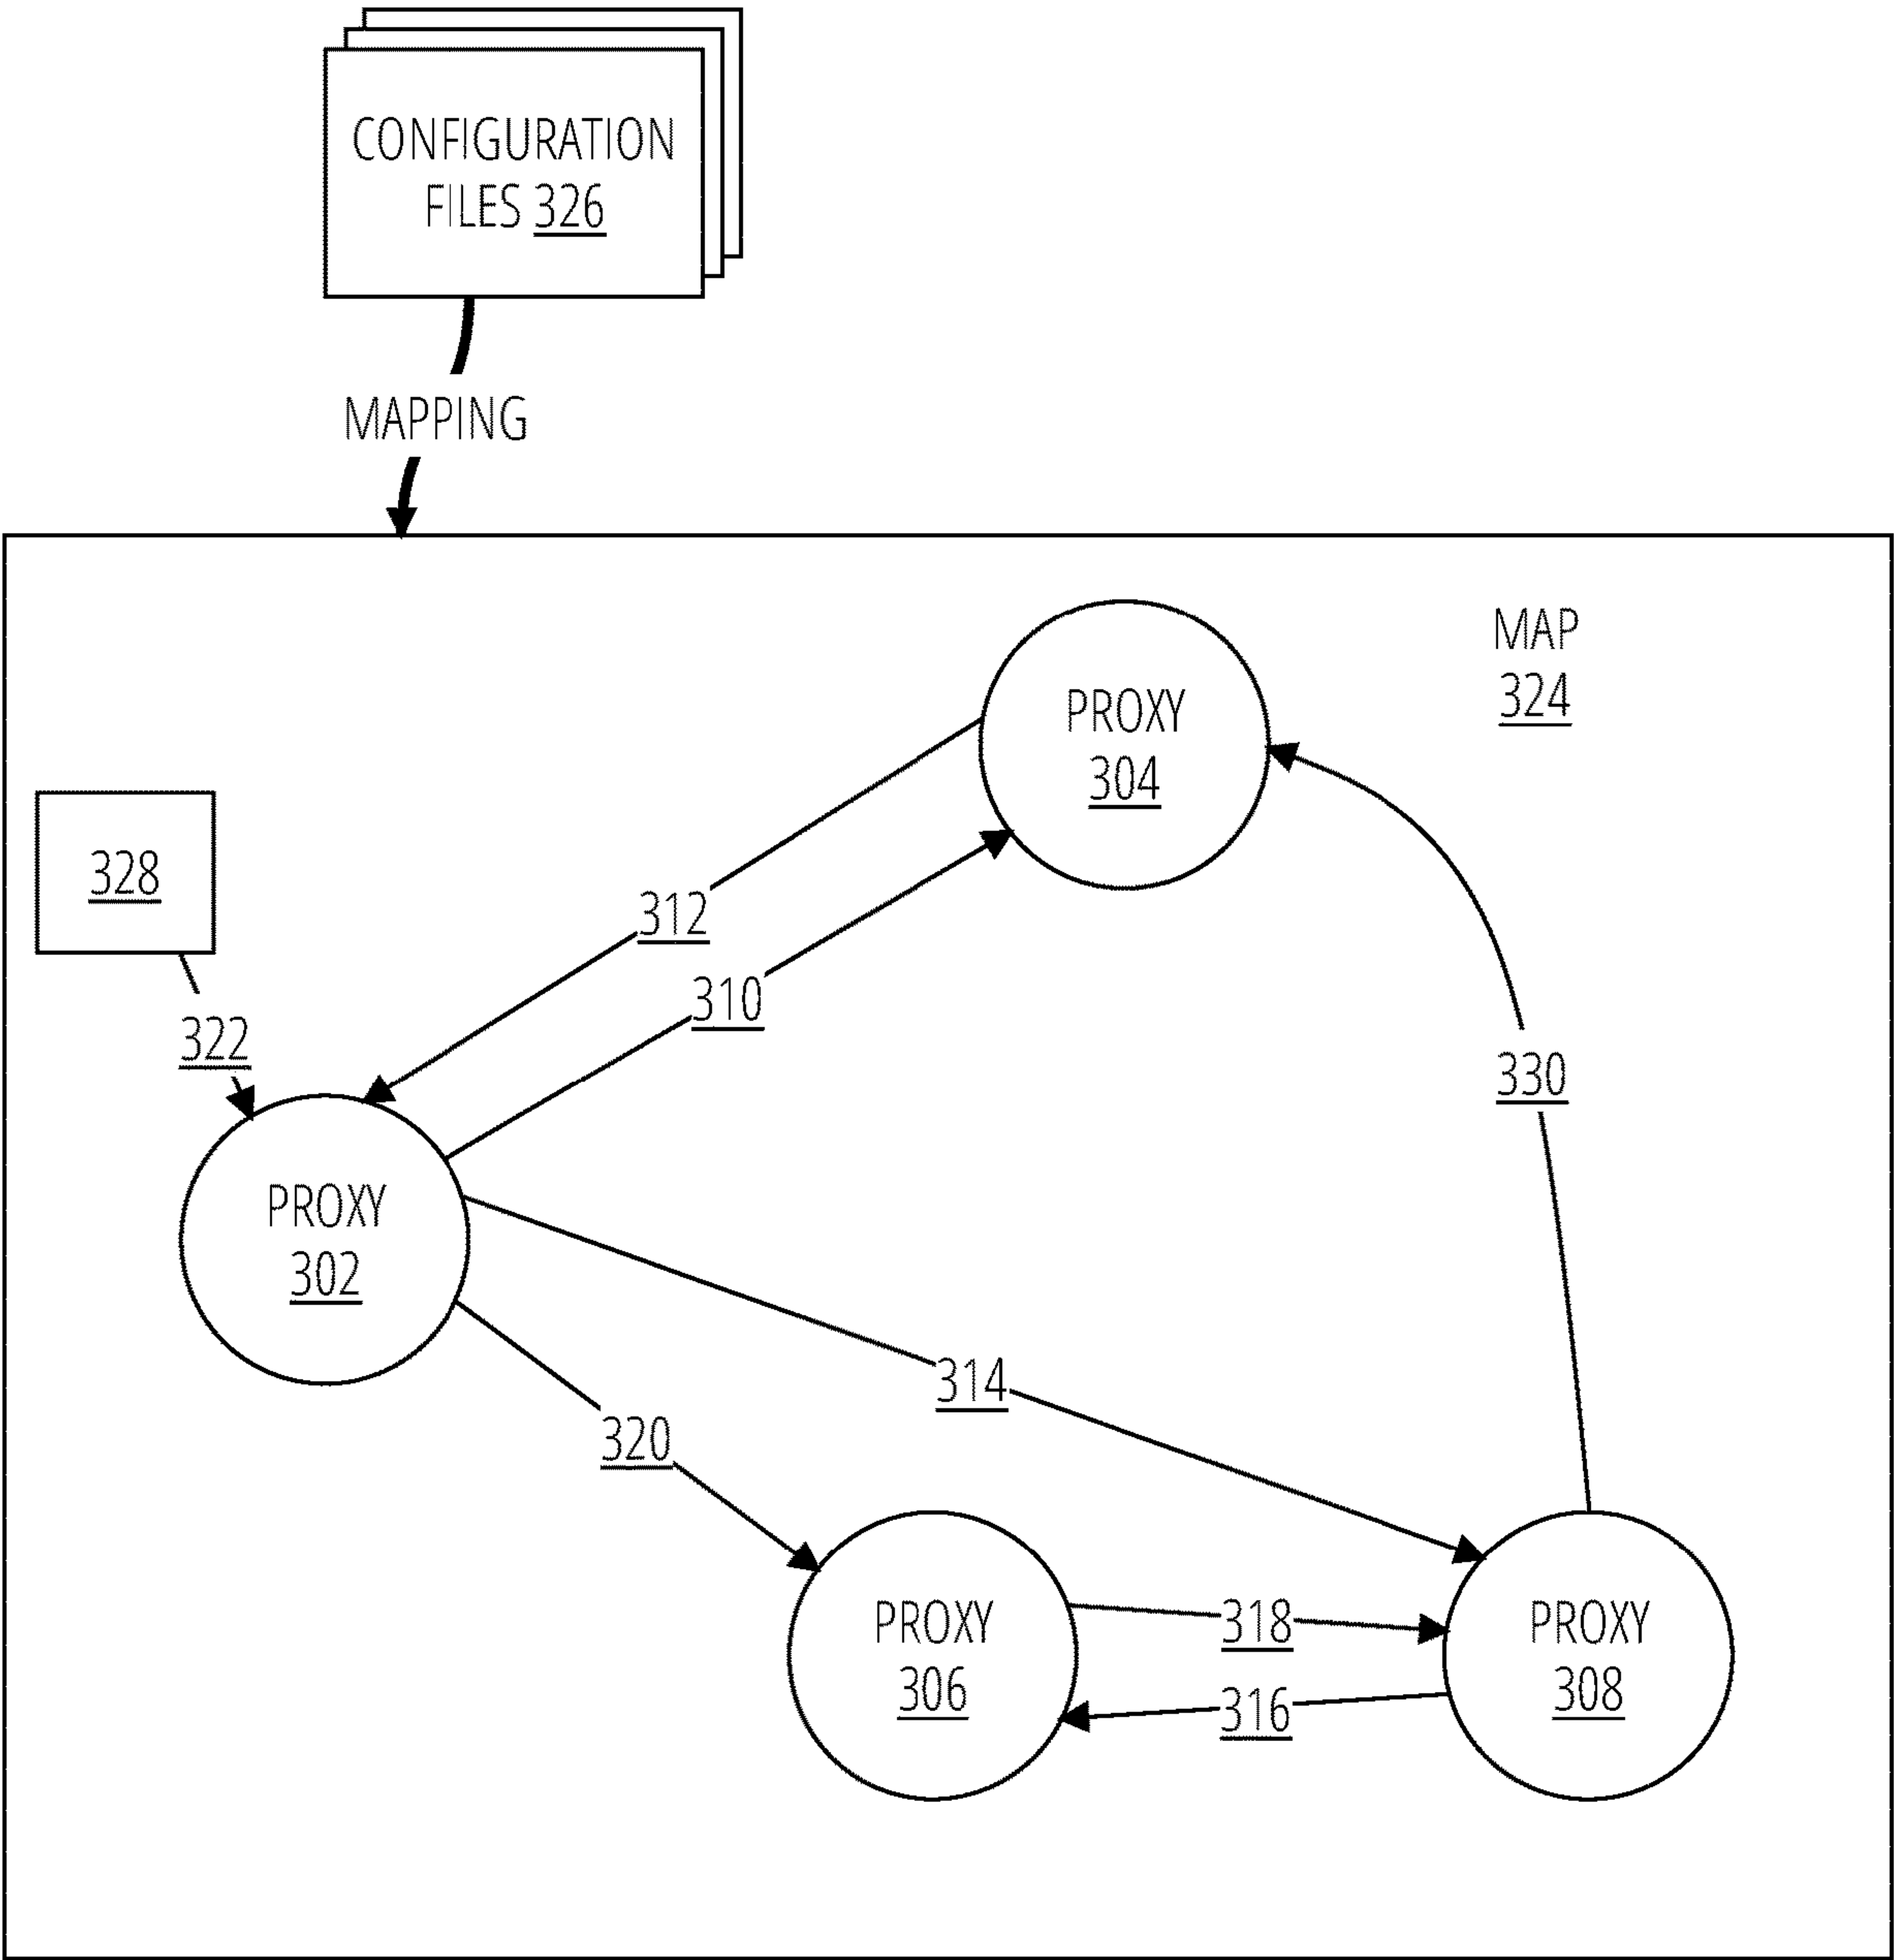 CONFIGURATION
FILES 326
MAPPING
MAP
324
PROXY
304
328
312
310
322
330
PROXY
302
314
320
PROXY
306
318
316
PROXY
308